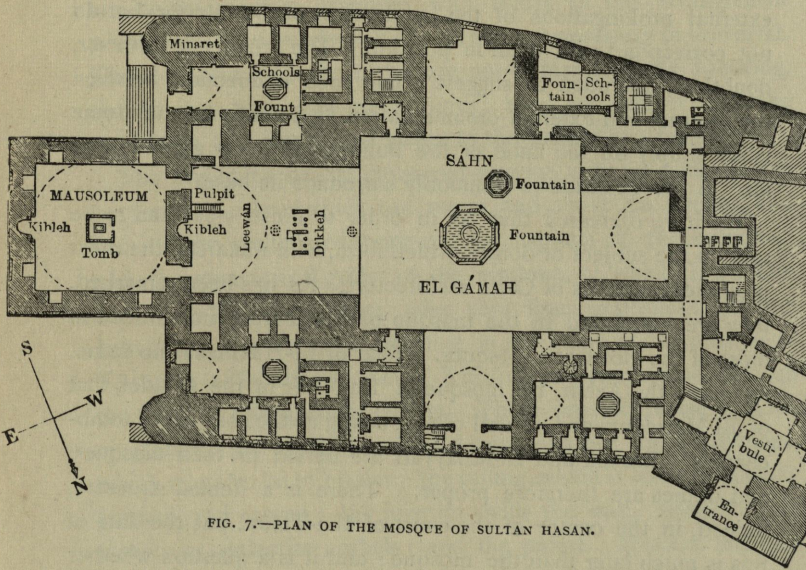 Minaret
Schools
Fount
Foun-
tain
Sch-
ools
SÁHN
Fountain
MAUSOLEUM
Pulpit
Kibleh
Tomb
Kibleh
Leewán
Dikkeh
Fountain
EL GÁMAH
S
E
W
N
Vesti-
bule
En-
trance
FIG. 7.—PLAN OF THE MOSQUE OF SULTAN HASAN.